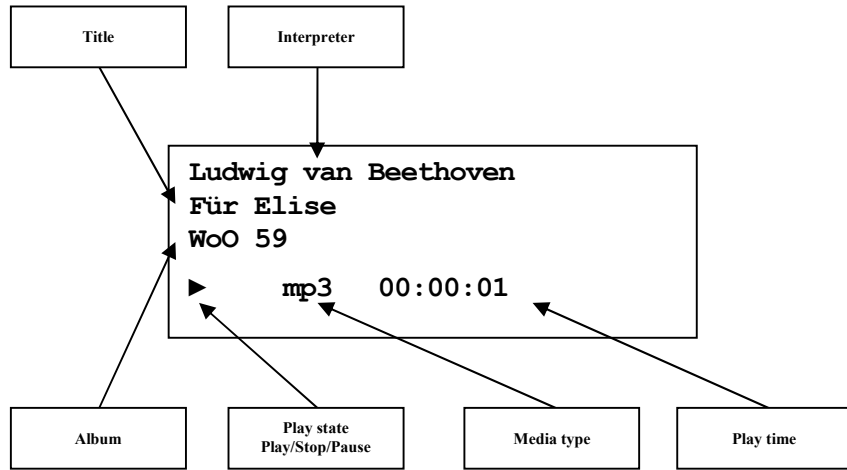 Title
Interpreter
Ludwig van Beethoven
Für Elise
WoO 59
► mp3 00:00:01
Album
Play state
Play/Stop/Pause
Media type
Play time